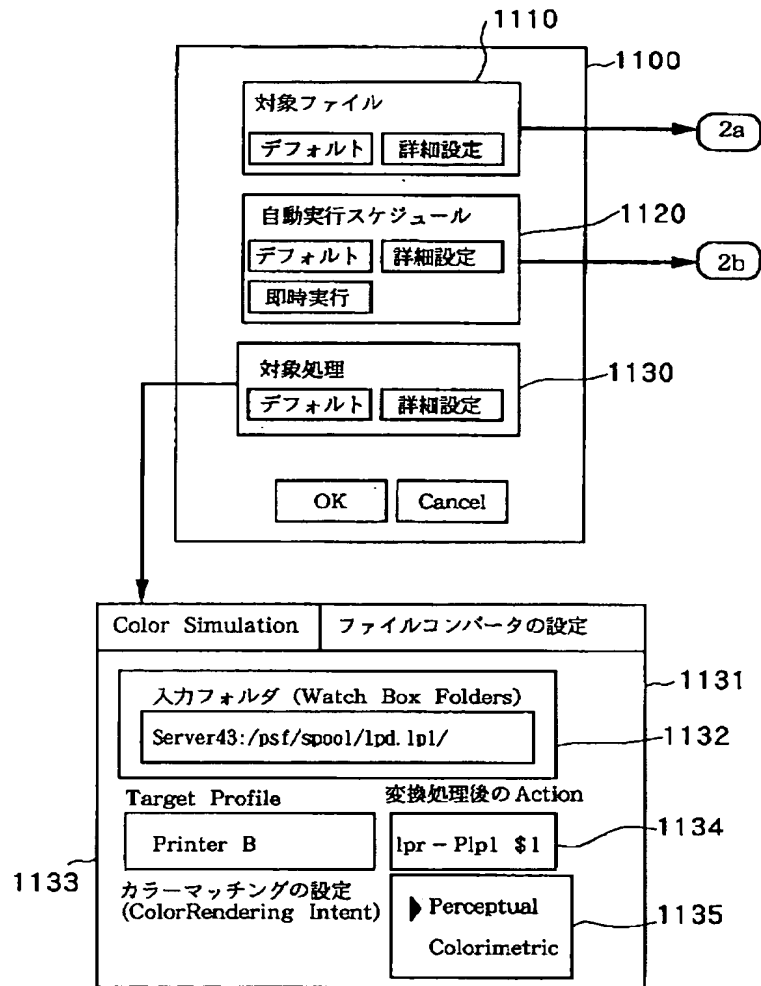 1110
1100
対象ファイル
デフォルト 詳細設定
2a
自動実行スケジュール
1120
デフォルト 詳細設定
2b
即時実行
対象処理
1130
デフォルト 詳細設定
OK Cancel
Color Simulation ファイルコンバータの設定
1131
入力フォルダ (Watch Box Folders)
Server43:/psf/spool/lpd.lpl/
1132
Target Profile 変換処理後の Action
Printer B lpr - Plpl $1
1134
1133
カラーマッチングの設定
(ColorRendering Intent)
Perceptual
1135
Colorimetric